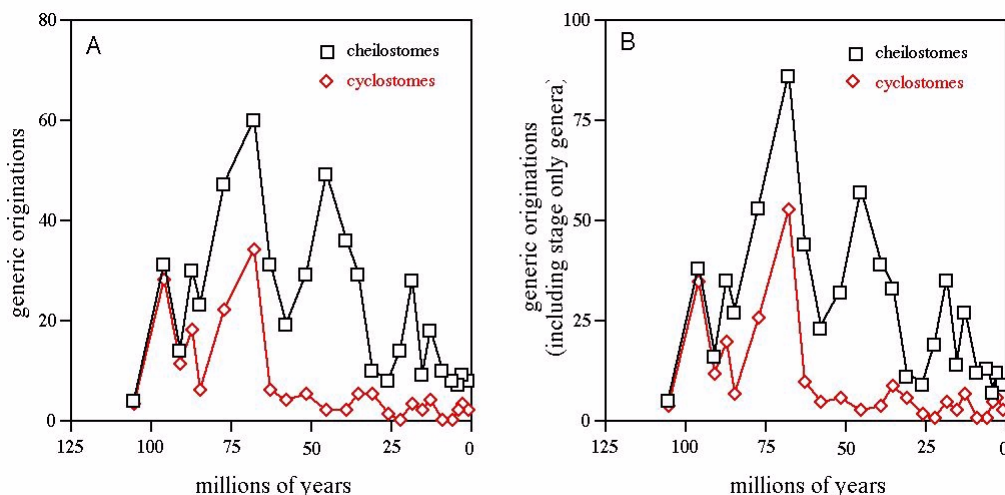 A
cheilostomes
cyclostomes
80
60
40
20
0
generic originations
125
100
75
50
25
0
millions of years
B
cheilostomes
cyclostomes
100
75
50
25
0
generic originations
(including stage only genera)
125
100
75
50
25
0
millions of years